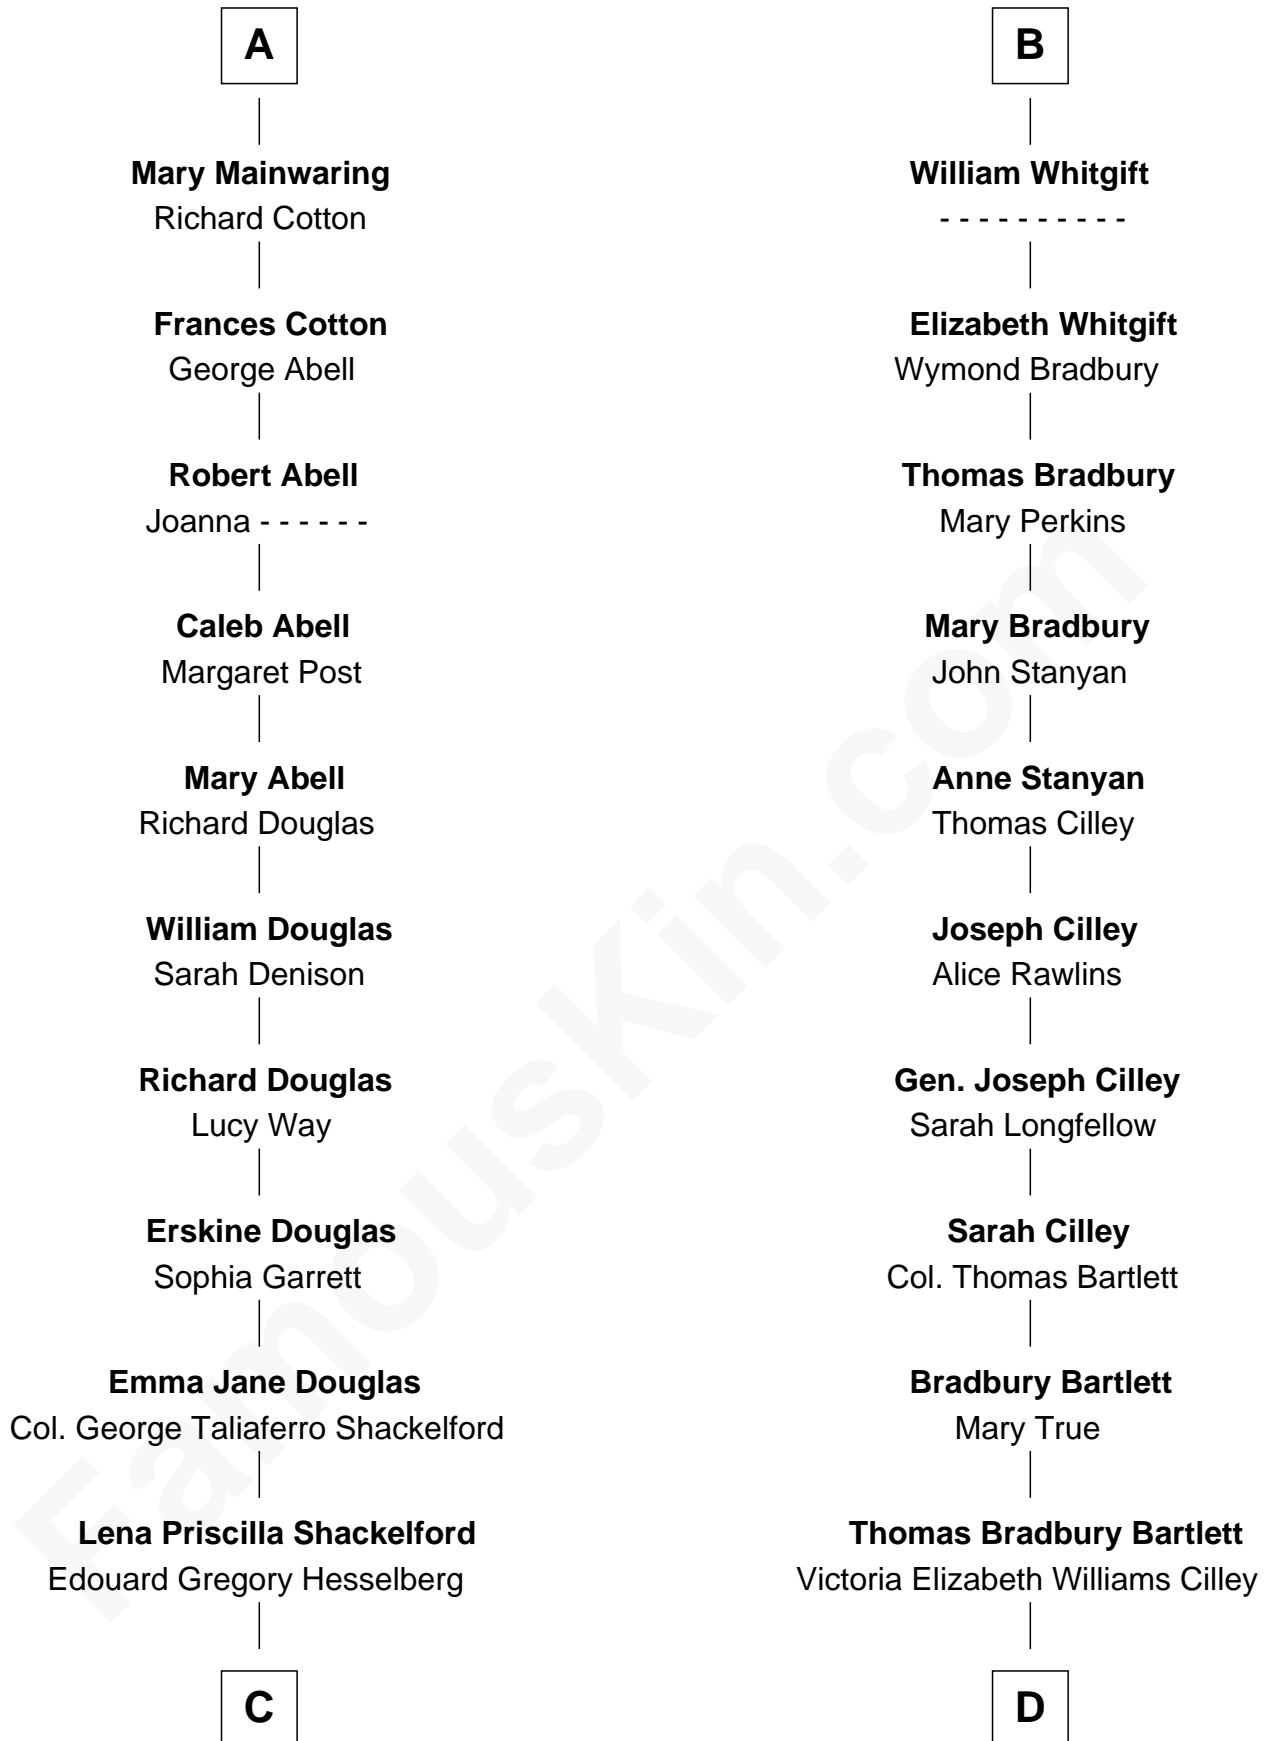 A
Mary Mainwaring
Richard Cotton
Frances Cotton
George Abell
Robert Abell
Joanna - - - - - -
Caleb Abell
Margaret Post
Mary Abell
Richard Douglas
William Douglas
Sarah Denison
Richard Douglas
Lucy Way
Erskine Douglas
Sophia Garrett
Emma Jane Douglas
Col. George Taliaferro Shackelford
Lena Priscilla Shackelford
Edouard Gregory Hesselberg
C
B
William Whitgift
- - - - - - - - - -
Elizabeth Whitgift
Wymond Bradbury
Thomas Bradbury
Mary Perkins
Mary Bradbury
John Stanyan
Anne Stanyan
Thomas Cilley
Joseph Cilley
Alice Rawlins
Gen. Joseph Cilley
Sarah Longfellow
Sarah Cilley
Col. Thomas Bartlett
Bradbury Bartlett
Mary True
Thomas Bradbury Bartlett
Victoria Elizabeth Williams Cilley
D
FamousKin.com